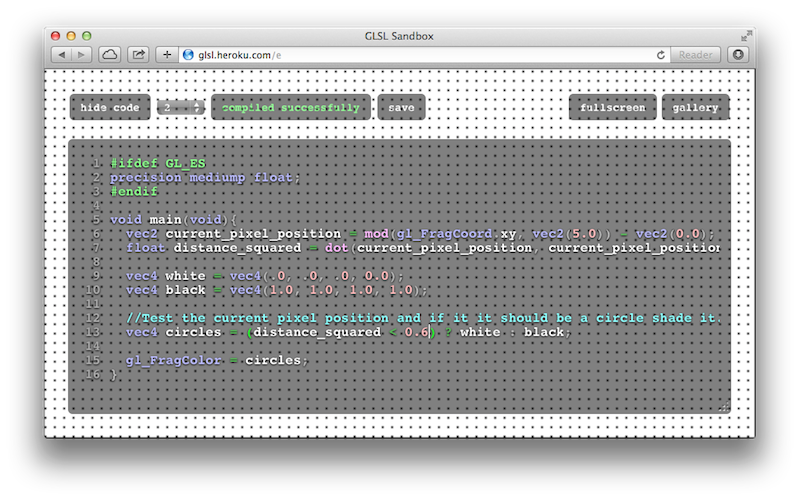 GLSL Sandbox
glsl.heroku.com/e
Reader
hide code 2 compiled successfully save fullscreen gallery
1 #ifdef GL_ES
2 precision mediump float;
3 #endif
4
5 void main(void){
6 vec2 current_pixel_position = mod(gl_FragCoord.xy, vec2(5.0)) - vec2(0.0);
7 float distance_squared = dot(current_pixel_position, current_pixel_position
8
9 vec4 white = vec4(.0, .0, .0, 0.0);
10 vec4 black = vec4(1.0, 1.0, 1.0, 1.0);
11
12 //Test the current pixel position and if it it should be a circle shade it.
13 vec4 circles = (distance_squared < 0.6) ? white : black;
14
15 gl_FragColor = circles;
16 }